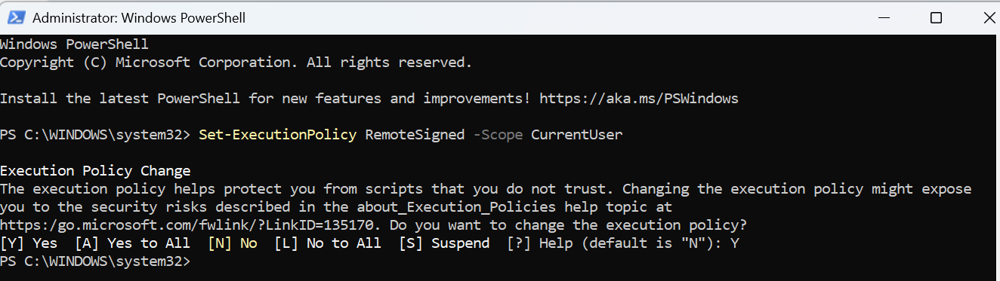 Administrator: Windows PowerShell
Windows PowerShell
Copyright (C) Microsoft Corporation. All rights reserved.
Install the latest PowerShell for new features and improvements! https://aka.ms/PSWindows
PS C:\WINDOWS\system32> Set-ExecutionPolicy RemoteSigned -Scope CurrentUser
Execution Policy Change
The execution policy helps protect you from scripts that you do not trust. Changing the execution policy might expose
you to the security risks described in the about_Execution_Policies help topic at
https:/go.microsoft.com/fwlink/?LinkID=135170. Do you want to change the execution policy?
[Y] Yes  [A] Yes to All  [N] No  [L] No to All  [S] Suspend  [?] Help (default is "N"): Y
PS C:\WINDOWS\system32>